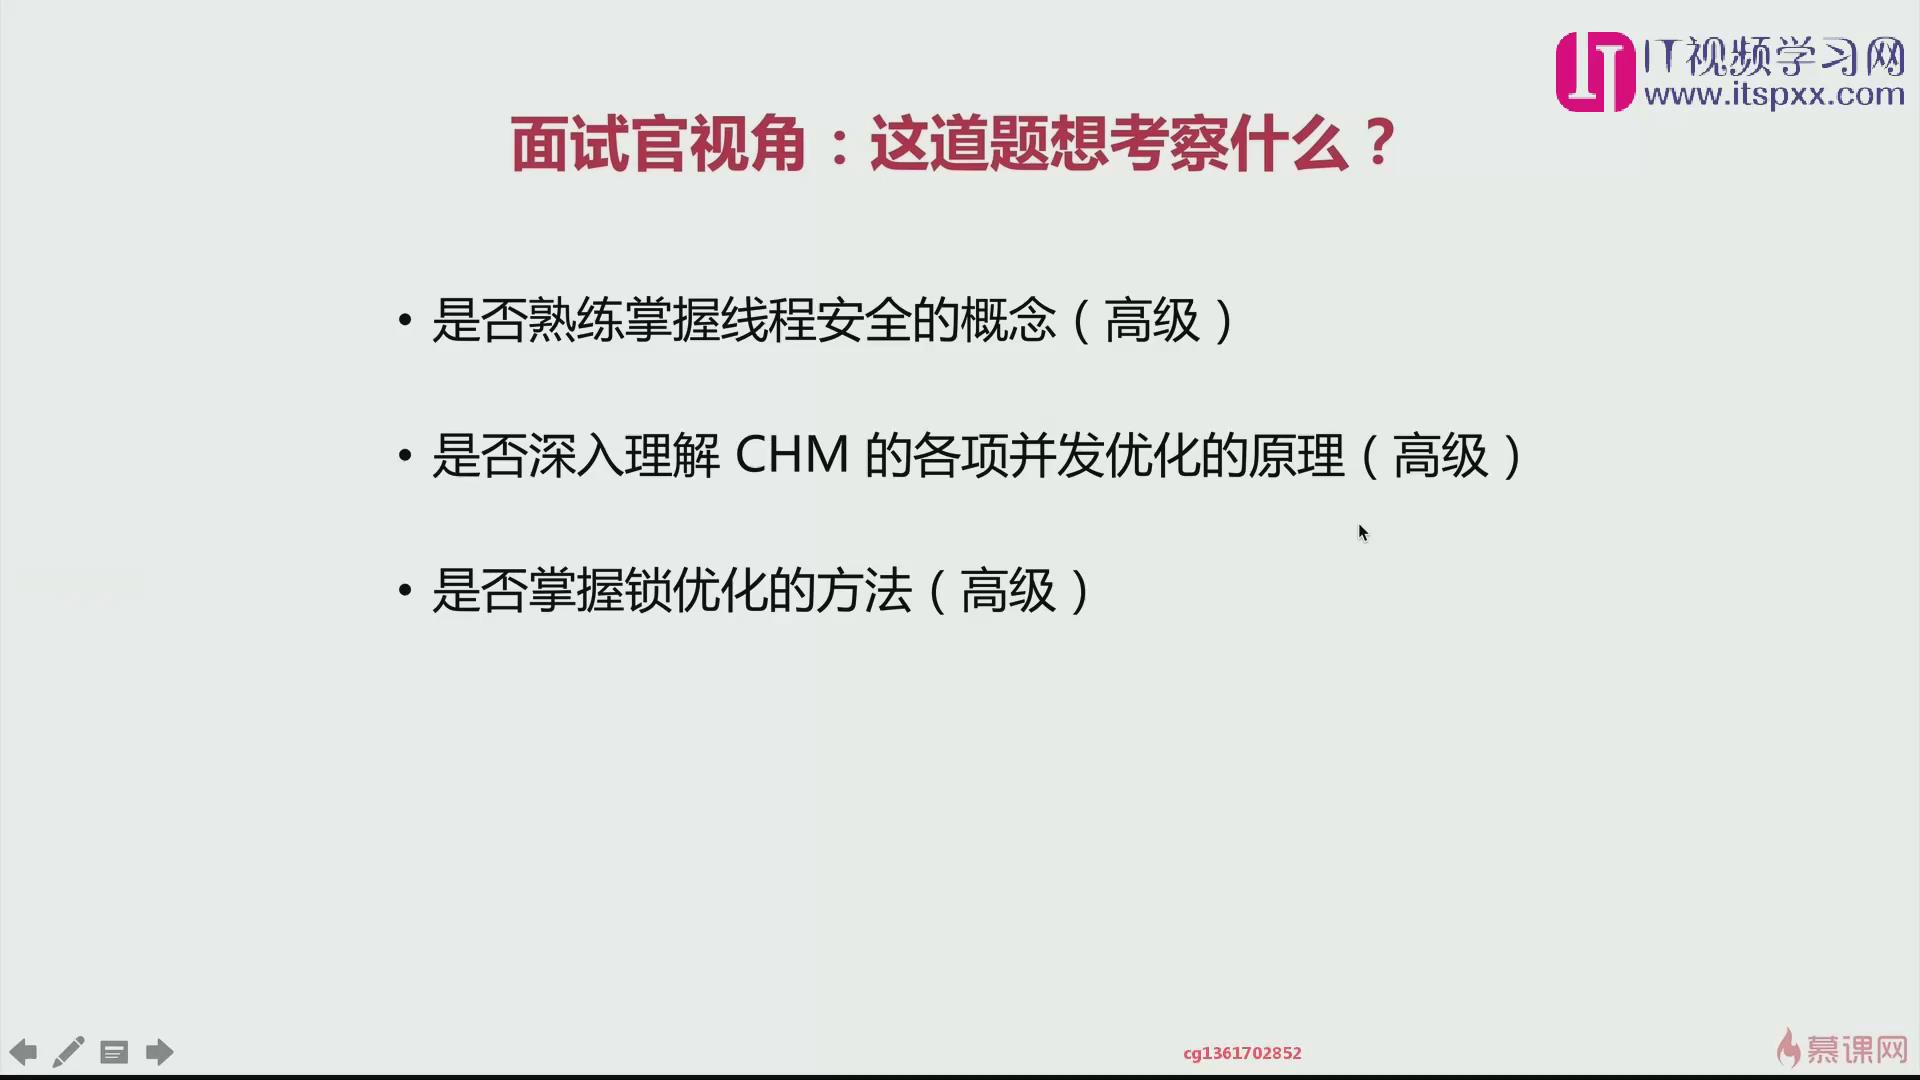 IT视频学习网
www.itspxx.com
面试官视角：这道题想考察什么？
• 是否熟练掌握线程安全的概念（高级）
• 是否深入理解 CHM 的各项并发优化的原理（高级）
• 是否掌握锁优化的方法（高级）
cg1361702852
慕课网